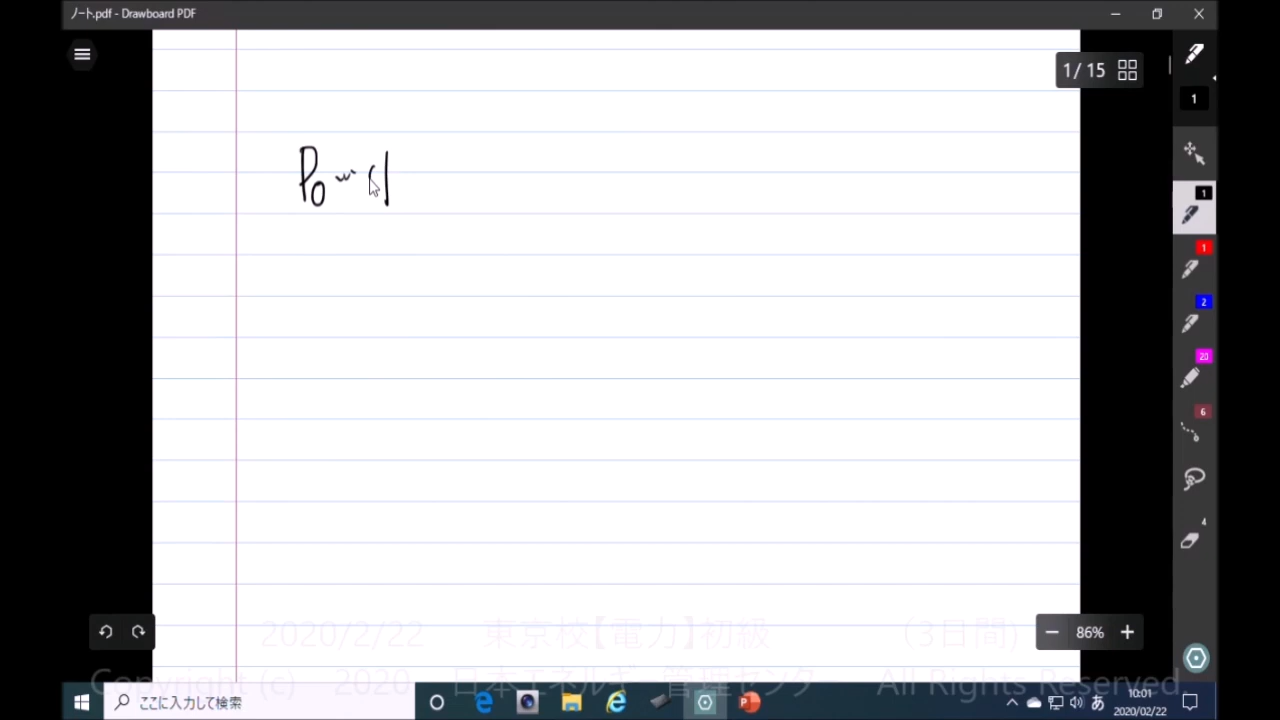 ノート.pdf - Drawboard PDF
1 / 15
1
1
1
2
20
6
4
86%
2020/2/22 東京校【電力】初級 (3日間)
Copyright (c) 2020 日本エネルギー管理センター All Rights Reserved.
ここに入力して検索
あ
10:01
2020/02/22